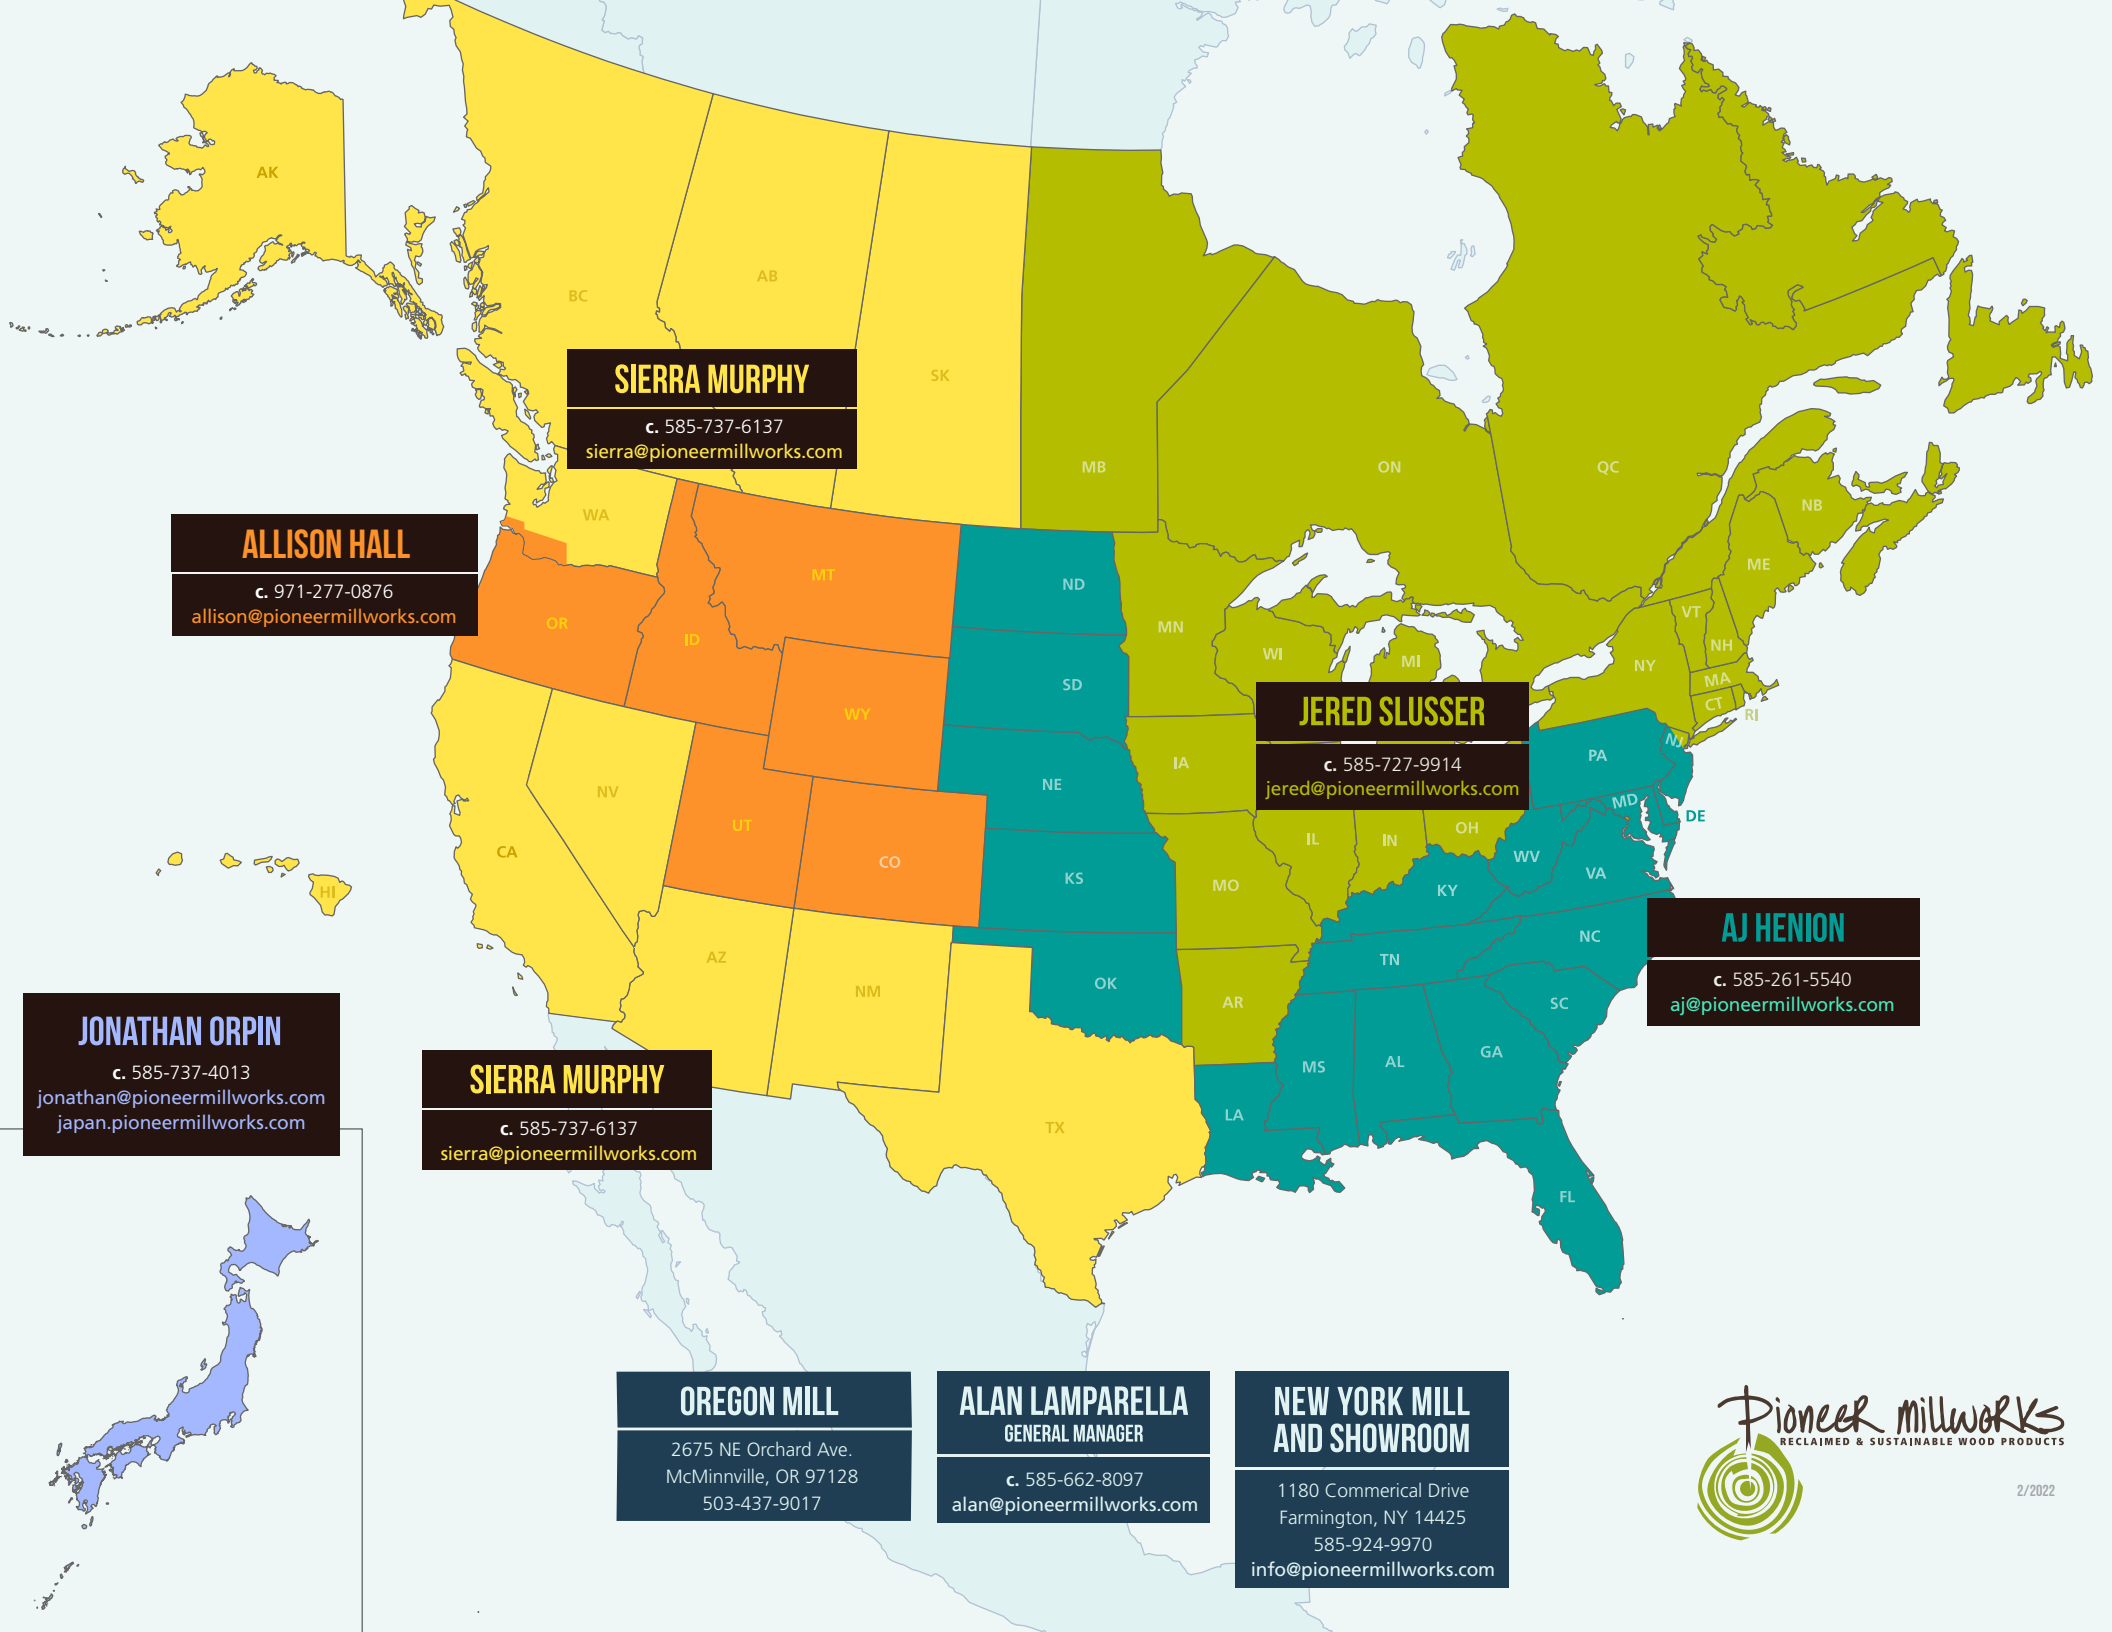 AK
BC
AB
SK
MB
ON
QC
NB
SIERRA MURPHY
c. 585-737-6137
sierra@pioneermillworks.com
WA
ALLISON HALL
c. 971-277-0876
allison@pioneermillworks.com
OR
ID
MT
WY
ND
SD
NE
MN
WI
MI
ME
VT
NH
NY
MA
CT
RI
JERED SLUSSER
c. 585-727-9914
jered@pioneermillworks.com
IA
PA
NJ
MD
DE
NV
CA
UT
CO
KS
MO
IL
IN
OH
WV
VA
KY
HI
AZ
NM
OK
AR
TN
NC
SC
AJ HENION
c. 585-261-5540
aj@pioneermillworks.com
JONATHAN ORPIN
c. 585-737-4013
jonathan@pioneermillworks.com
japan.pioneermillworks.com
SIERRA MURPHY
c. 585-737-6137
sierra@pioneermillworks.com
TX
LA
MS
AL
GA
FL
OREGON MILL
2675 NE Orchard Ave.
McMinnville, OR 97128
503-437-9017
ALAN LAMPARELLA
GENERAL MANAGER
c. 585-662-8097
alan@pioneermillworks.com
NEW YORK MILL
AND SHOWROOM
1180 Commerical Drive
Farmington, NY 14425
585-924-9970
info@pioneermillworks.com
Pioneer Millworks
RECLAIMED & SUSTAINABLE WOOD PRODUCTS
2/2022